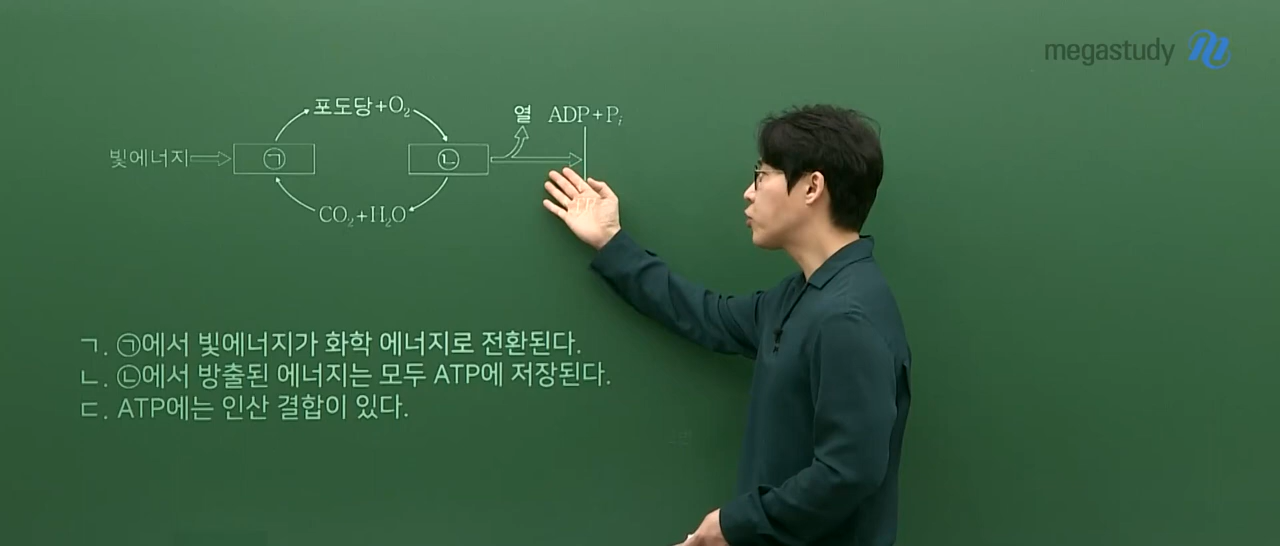 megastudy
포도당+O₂
열 ADP+Pᵢ
빛에너지
㉠
㉡
CO₂+H₂O
ㄱ. ㉠에서 빛에너지가 화학 에너지로 전환된다.
ㄴ. ㉡에서 방출된 에너지는 모두 ATP에 저장된다.
ㄷ. ATP에는 인산 결합이 있다.